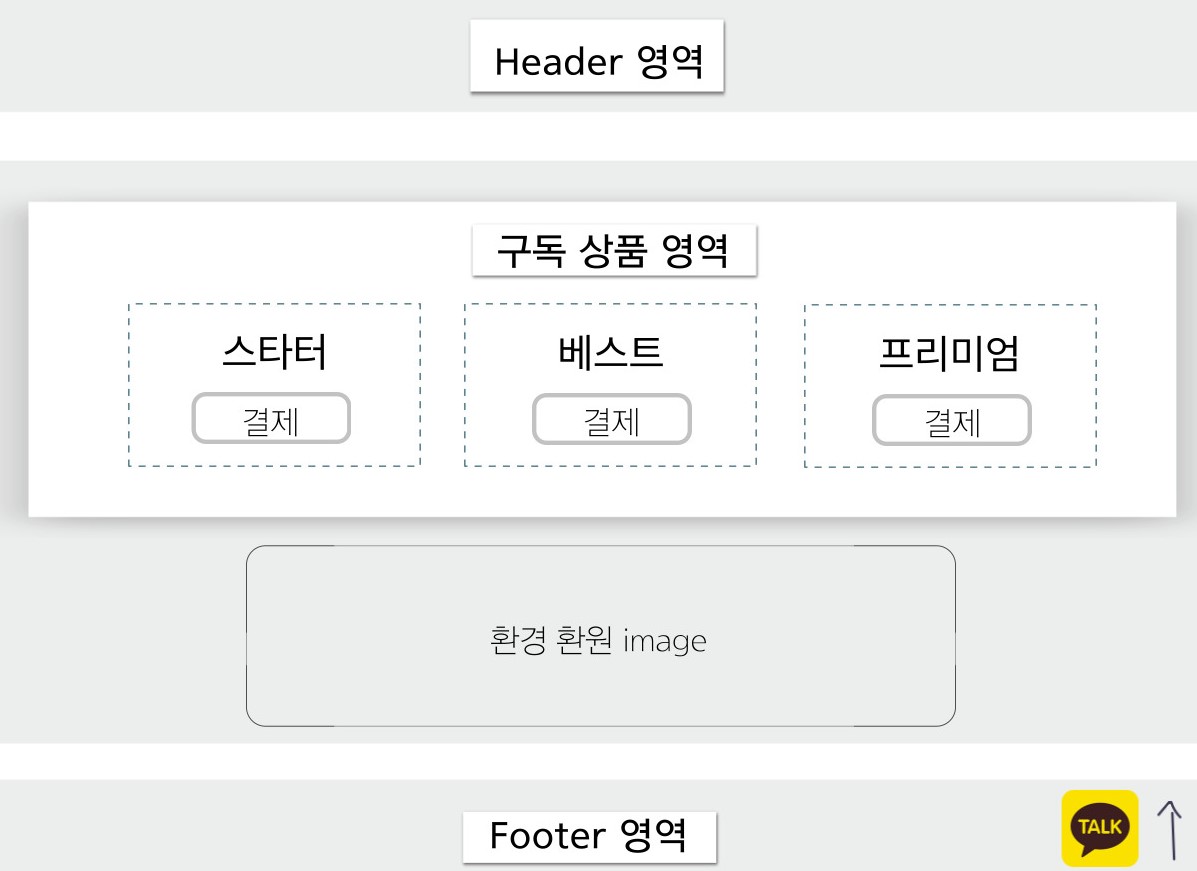 Header 영역
구독 상품 영역
스타터
베스트
프리미엄
결제
결제
결제
환경 환원 image
Footer 영역
TALK